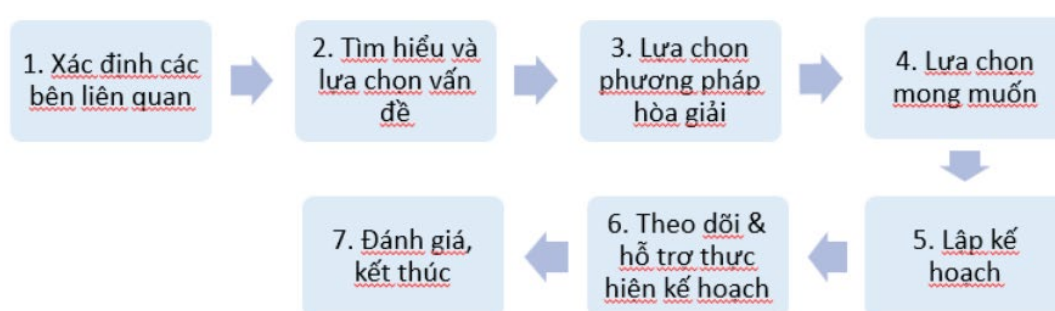 1. Xác định các
bên liên quan
2. Tìm hiểu và
lựa chọn vấn
đề
3. Lựa chọn
phương pháp
hòa giải
4. Lựa chọn
mong muốn
5. Lập kế
hoạch
6. Theo dõi &
hỗ trợ thực
hiện kế hoạch
7. Đánh giá,
kết thúc